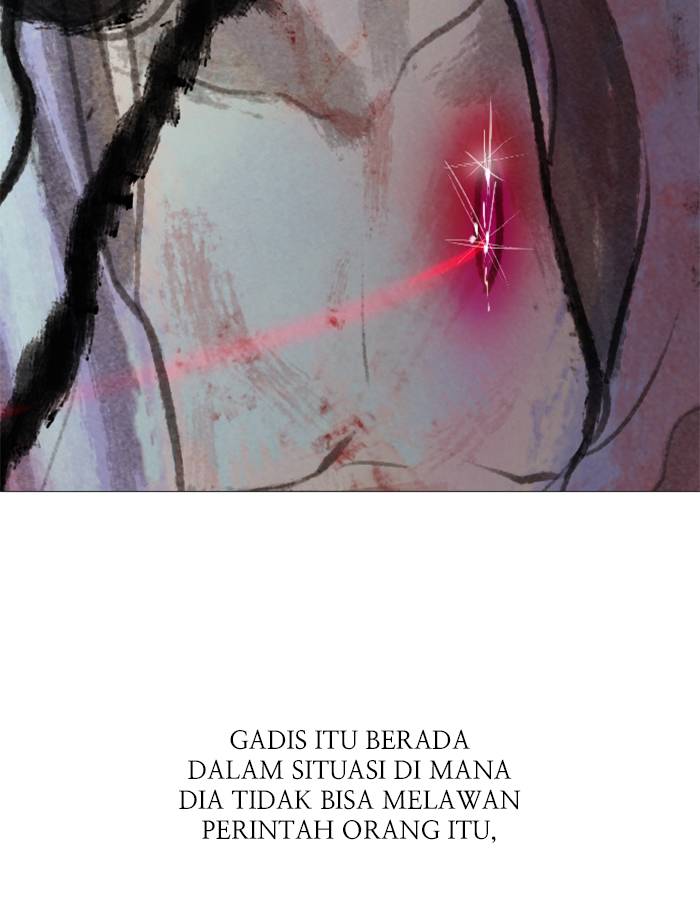 GADIS ITU BERADA
DALAM SITUASI DI MANA
DIA TIDAK BISA MELAWAN
PERINTAH ORANG ITU,